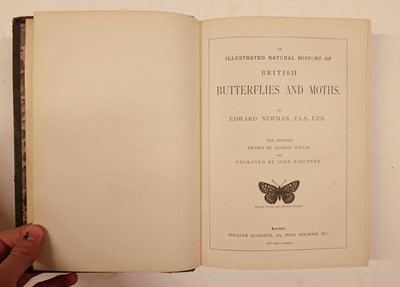 AN
ILLUSTRATED NATURAL HISTORY OF
BRITISH
BUTTERFLIES AND MOTHS.
BY
EDWARD NEWMAN, F.L.S. F.Z.S.
THE FIGURES
DRAWN BY GEORGE WILLIS,
AND
ENGRAVED BY JOHN KIRCHNER.
London:
WILLIAM GLAISHER, 265, HIGH HOLBORN, W.C.